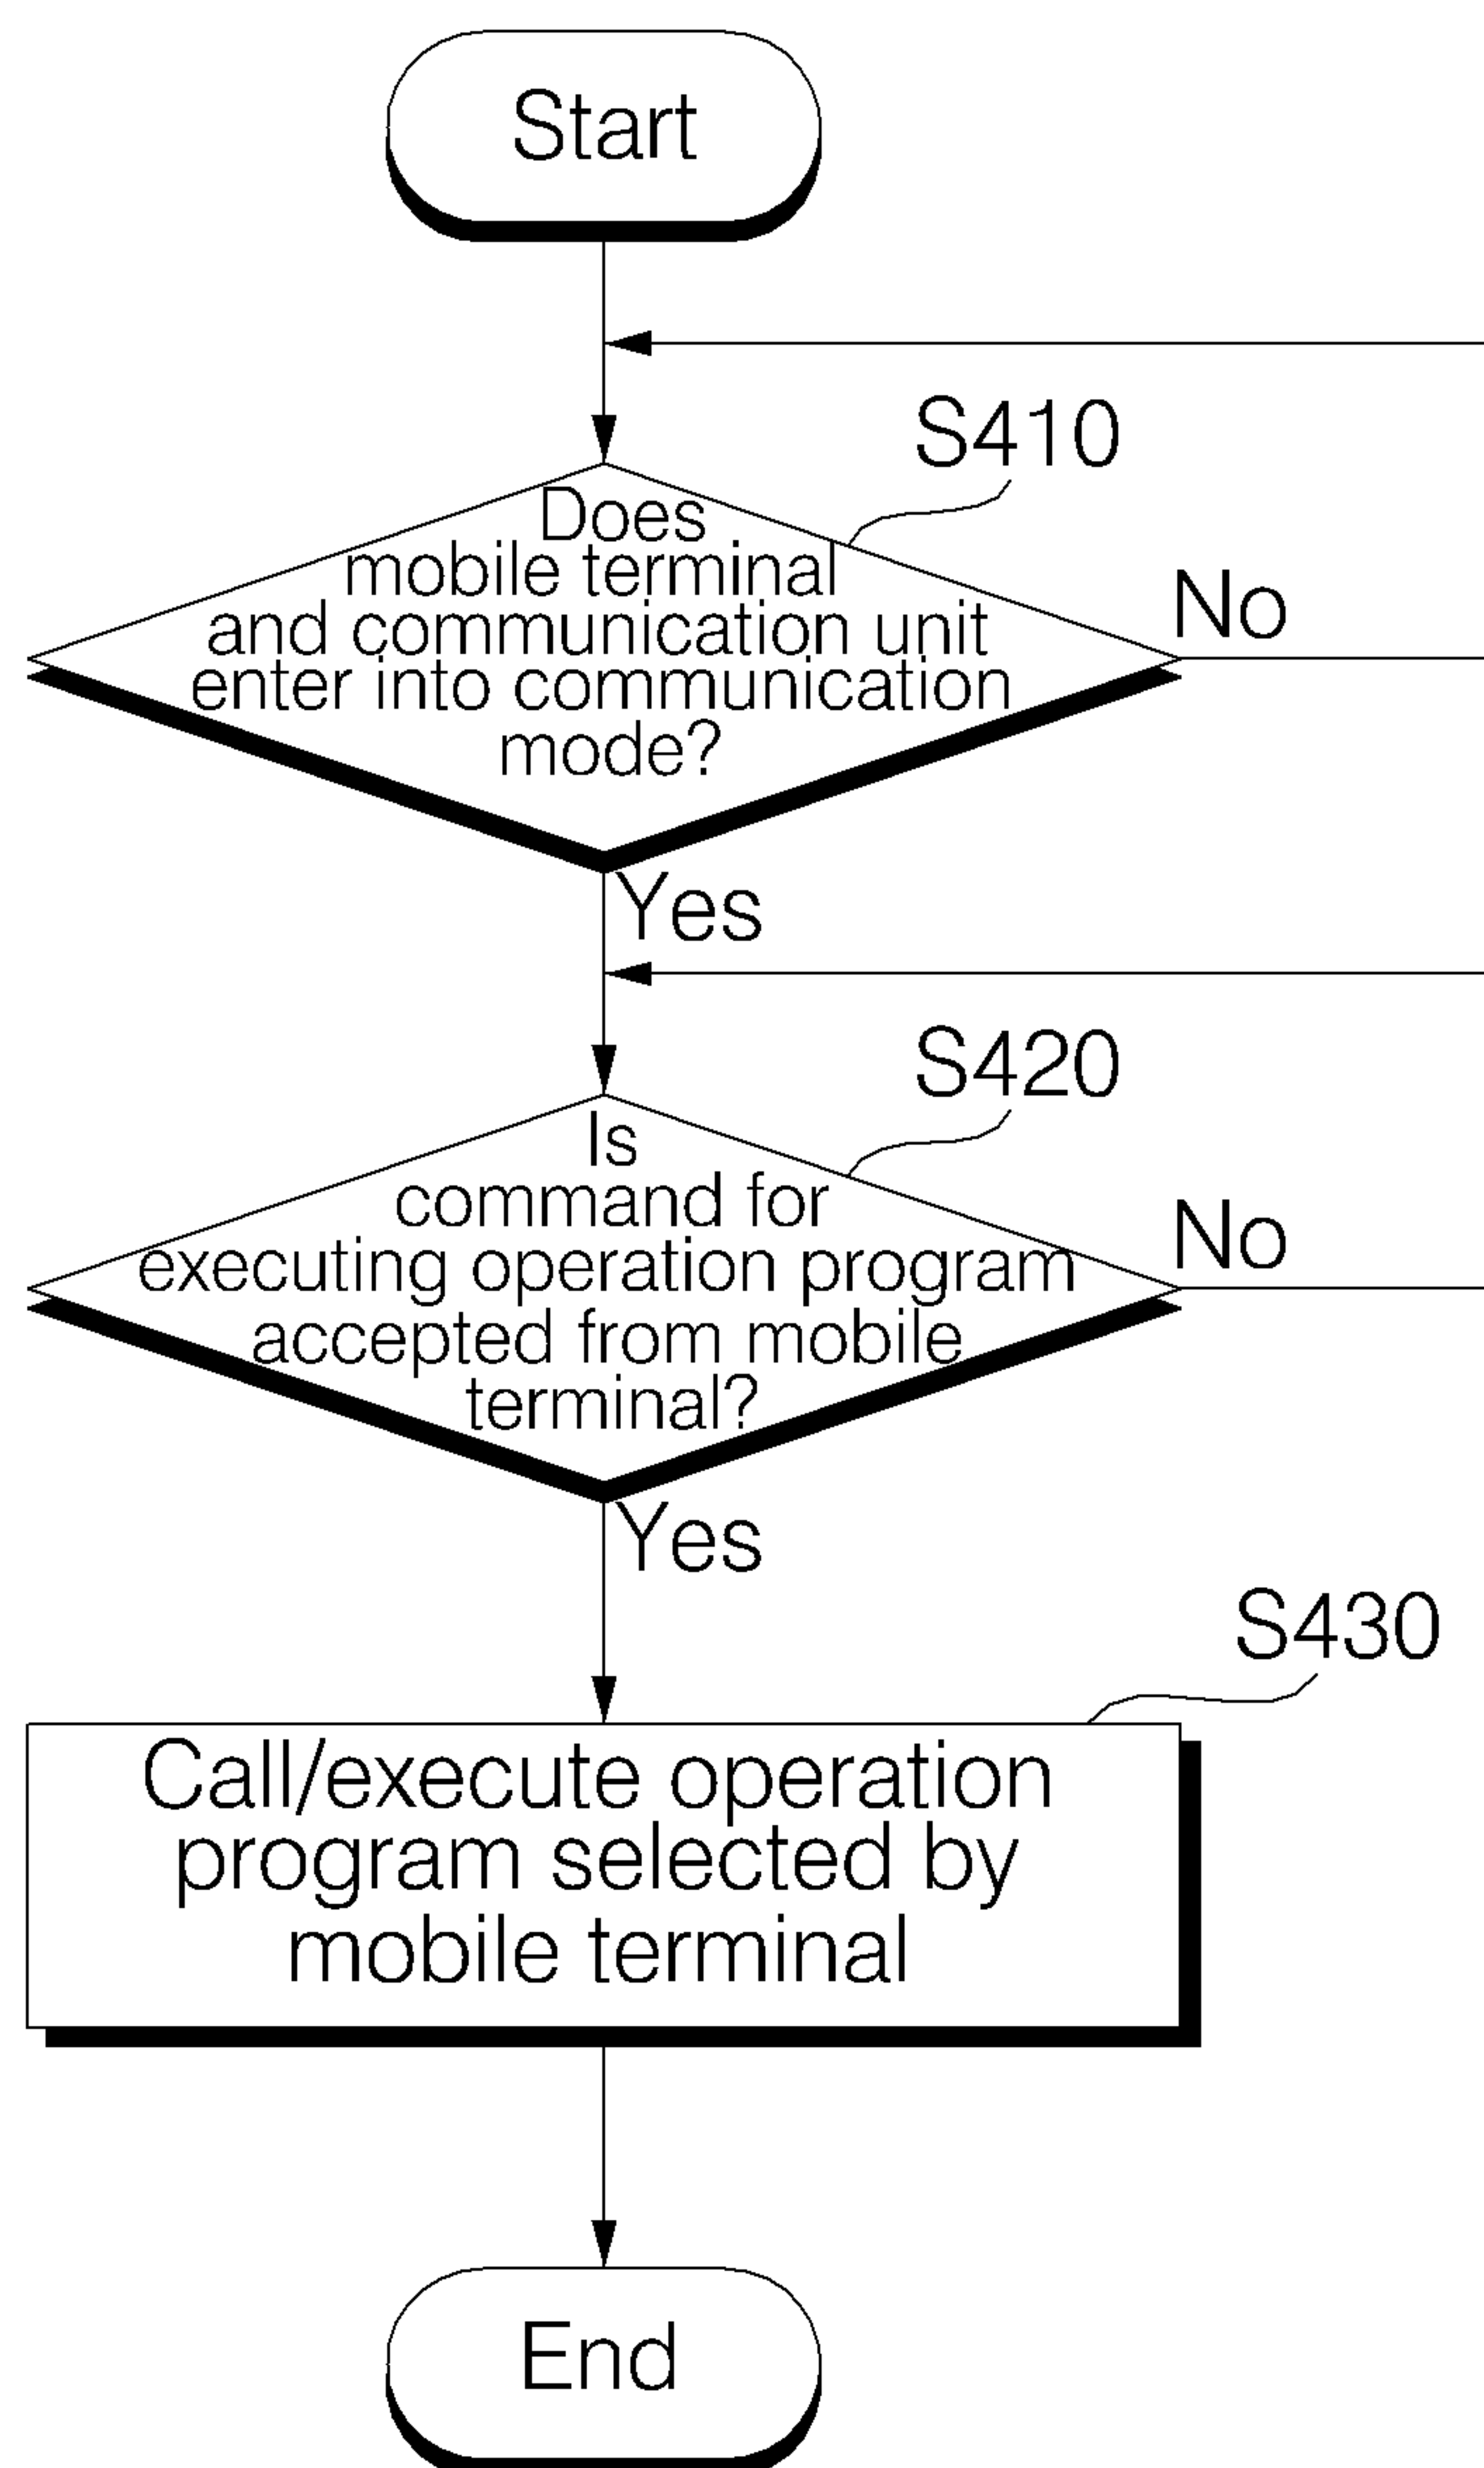 Start
S410
Does
mobile terminal
and communication unit
enter into communication
mode?
No
Yes
S420
Is
command for
executing operation program
accepted from mobile
terminal?
No
Yes
S430
Call/execute operation
program selected by
mobile terminal
End